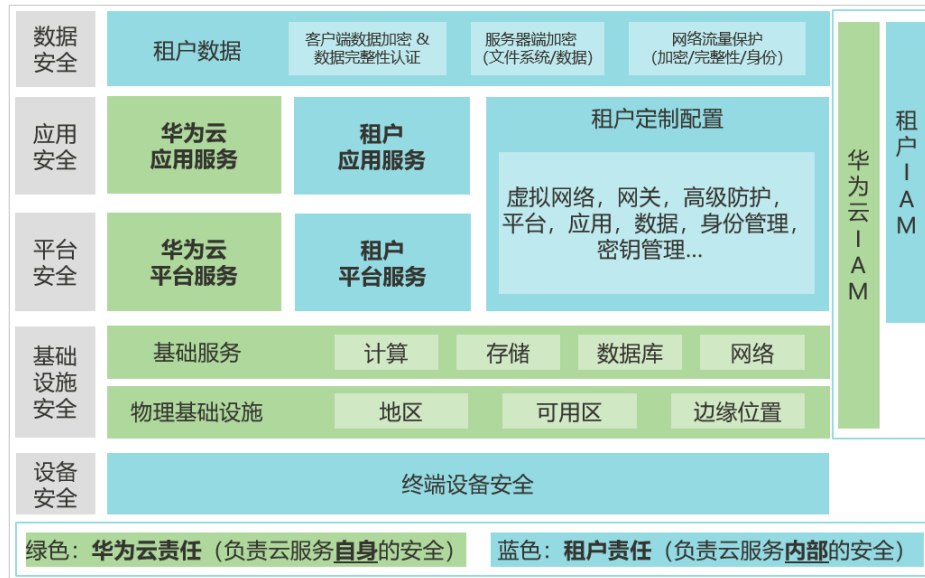 数据
安全
租户数据
客户端数据加密 &
数据完整性认证
服务器端加密
(文件系统/数据)
网络流量保护
(加密/完整性/身份)
应用
安全
华为云
应用服务
租户
应用服务
租户定制配置
虚拟网络，网关，高级防护，
平台，应用，数据，身份管理，
密钥管理...
平台
安全
华为云
平台服务
租户
平台服务
华
为
云
I
A
M
租
户
I
A
M
基础
设施
安全
基础服务
计算
存储
数据库
网络
物理基础设施
地区
可用区
边缘位置
设备
安全
终端设备安全
绿色：华为云责任（负责云服务自身的安全）
蓝色：租户责任（负责云服务内部的安全）